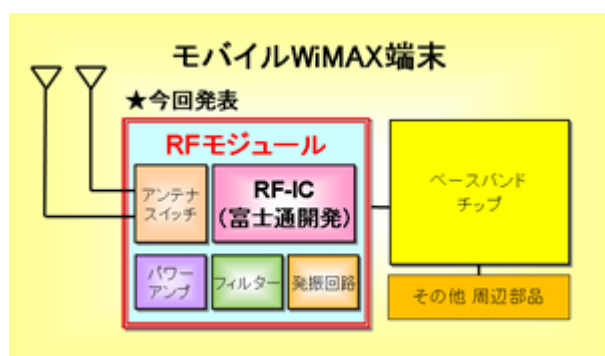 モバイルWiMAX端末
★今回発表
RFモジュール
アンテナ
スイッチ
RF-IC
(富士通開発)
ベースバンド
チップ
パワー
アンプ
フィルター
発振回路
その他 周辺部品